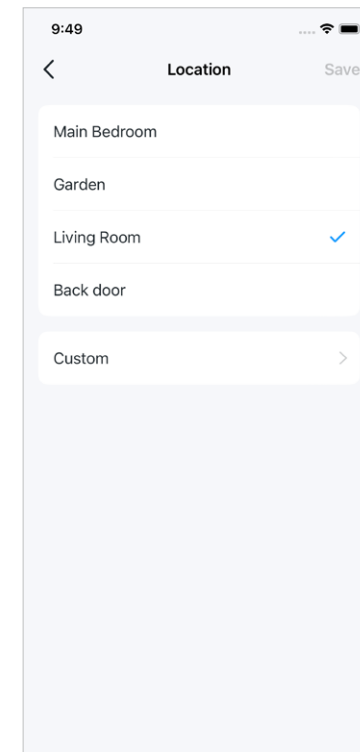 9:49
Location Save
Main Bedroom
Garden
Living Room
Back door
Custom